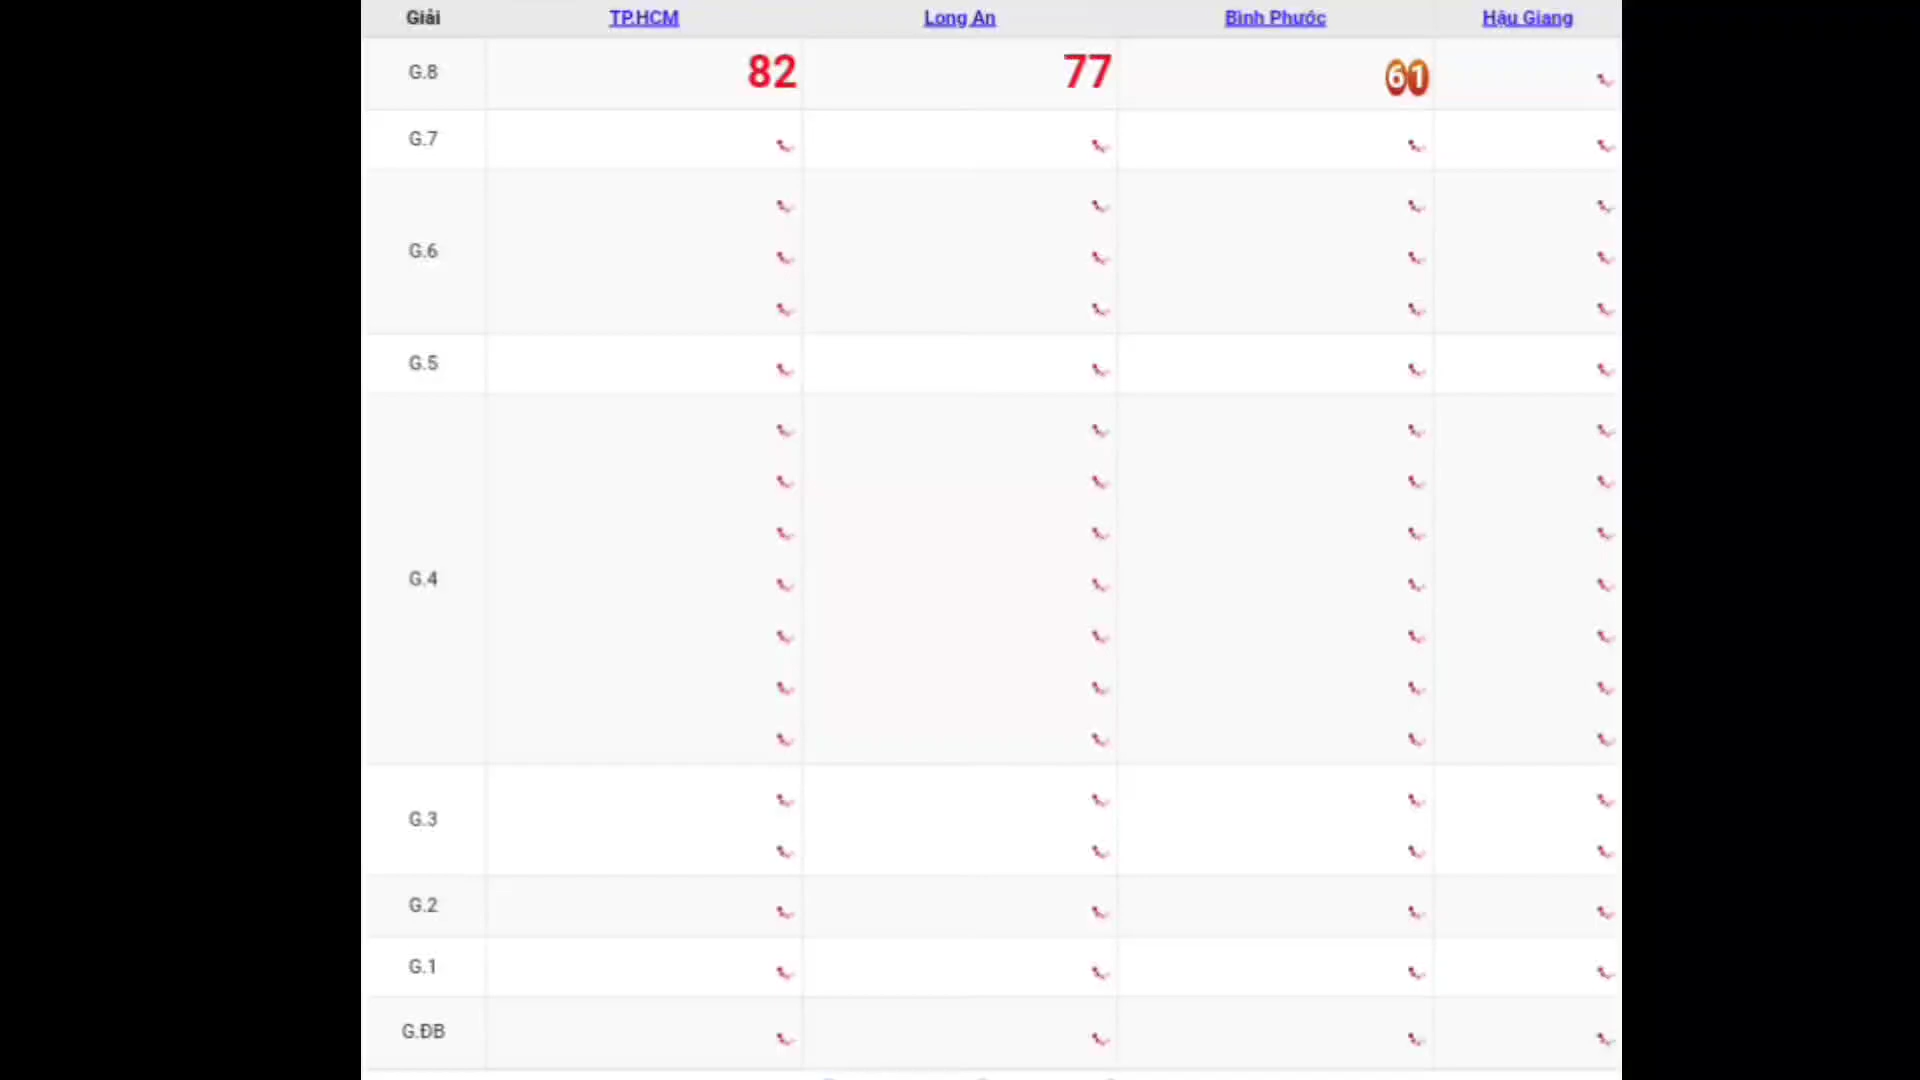 Giải TP.HCM Long An Bình Phước Hậu Giang
G.8 82 77 61
G.7
G.6
G.5
G.4
G.3
G.2
G.1
G.ĐB